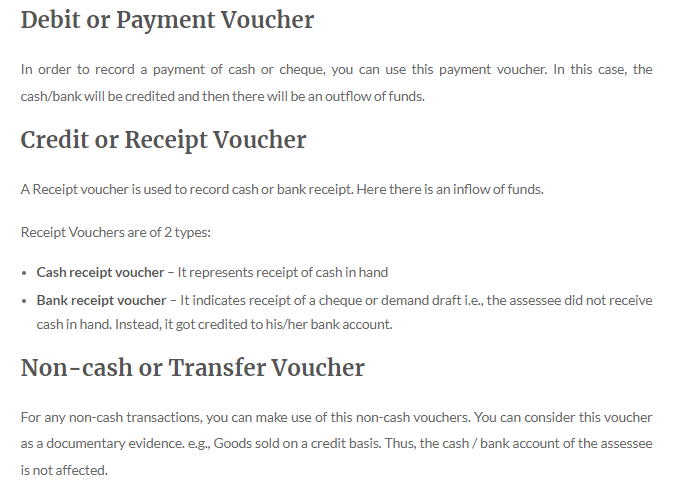 Debit or Payment Voucher
In order to record a payment of cash or cheque, you can use this payment voucher. In this case, the
cash/bank will be credited and then there will be an outflow of funds.
Credit or Receipt Voucher
A Receipt voucher is used to record cash or bank receipt. Here there is an inflow of funds.
Receipt Vouchers are of 2 types:
• Cash receipt voucher – It represents receipt of cash in hand
• Bank receipt voucher – It indicates receipt of a cheque or demand draft i.e., the assessee did not receive
cash in hand. Instead, it got credited to his/her bank account.
Non-cash or Transfer Voucher
For any non-cash transactions, you can make use of this non-cash vouchers. You can consider this voucher
as a documentary evidence. e.g., Goods sold on a credit basis. Thus, the cash / bank account of the assessee
is not affected.